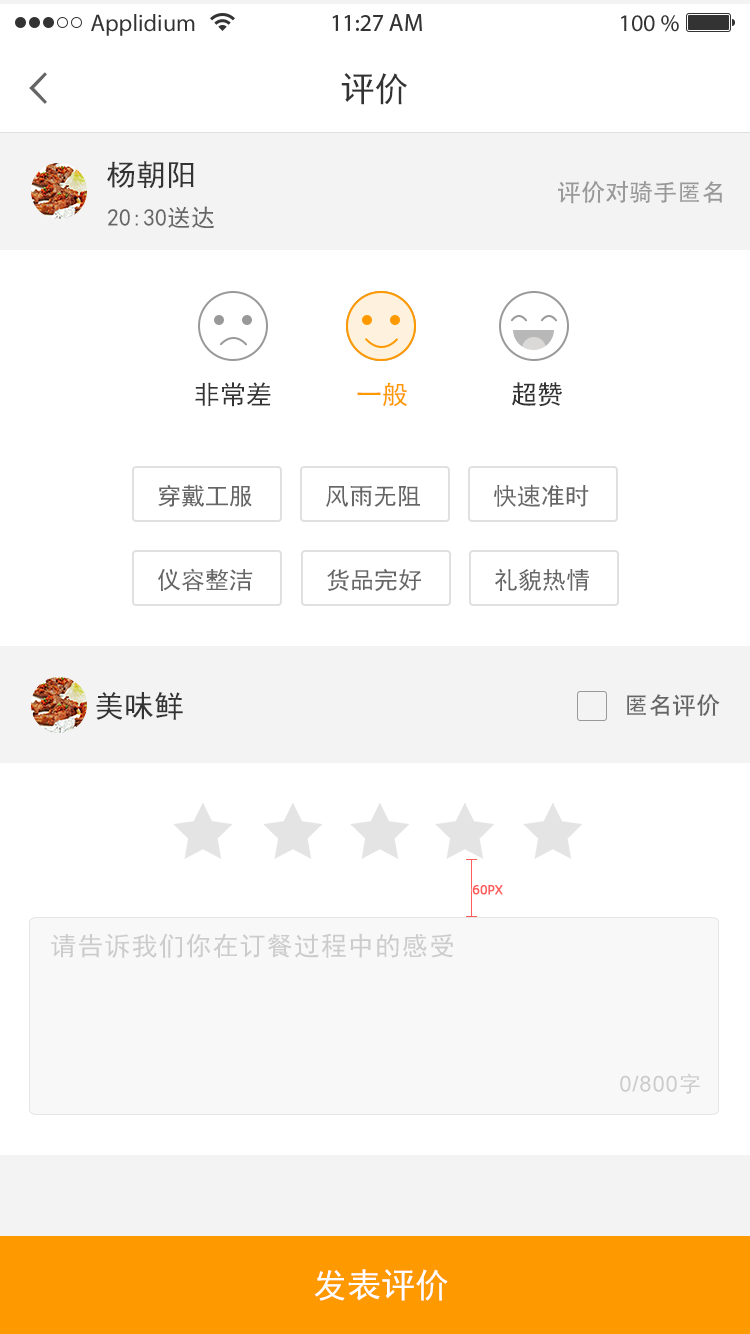 Applidium 11:27 AM 100 %
评价
杨朝阳
20:30送达
评价对骑手匿名
非常差 一般 超赞
穿戴工服 风雨无阻 快速准时
仪容整洁 货品完好 礼貌热情
美味鲜 匿名评价
60PX
请告诉我们你在订餐过程中的感受
0/800字
发表评价